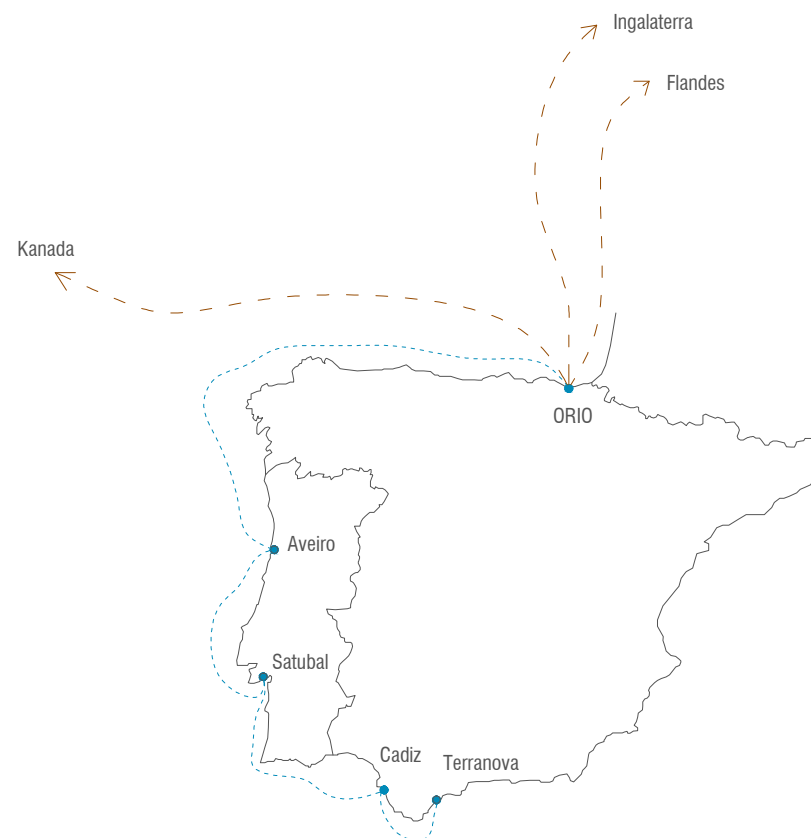 Ingalaterra
Flandes
Kanada
ORIO
Aveiro
Satubal
Cadiz
Terranova